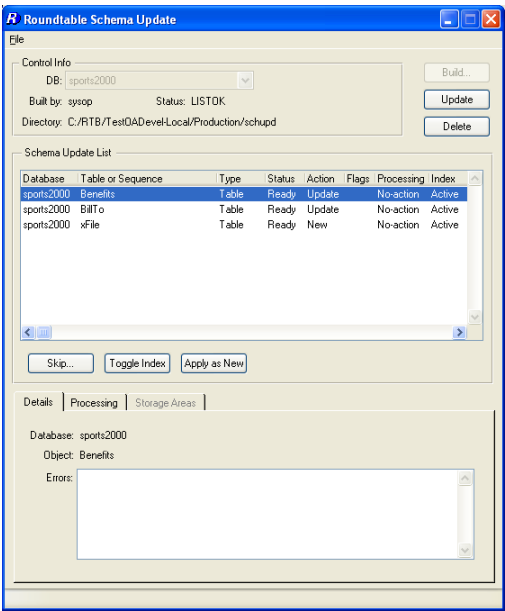 R Roundtable Schema Update
File
Control Info
DB: sports2000
Build...
Built by: sysop Status: LISTOK
Update
Directory: C:/RTB/TestOADevel-Local/Production/schupd
Delete
Schema Update List
Database Table or Sequence Type Status Action Flags Processing Index
sports2000 Benefits Table Ready Update No-action Active
sports2000 BillTo Table Ready Update No-action Active
sports2000 xFile Table Ready New No-action Active
Skip... Toggle Index Apply as New
Details Processing Storage Areas
Database: sports2000
Object: Benefits
Errors: